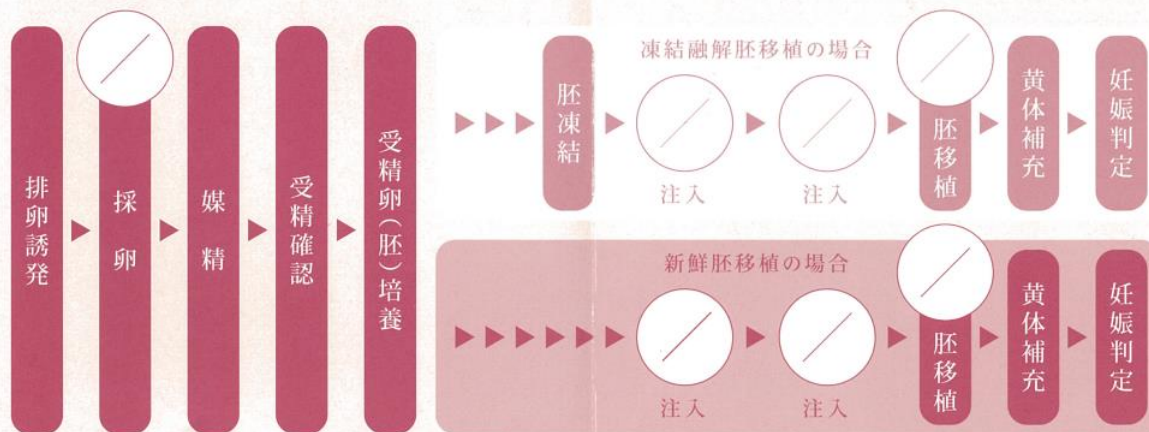 排卵誘発
採卵
媒精
受精確認
受精卵(胚)培養
凍結融解胚移植の場合
胚凍結
注入
注入
胚移植
黄体補充
妊娠判定
新鮮胚移植の場合
注入
注入
胚移植
黄体補充
妊娠判定